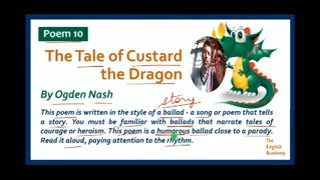 Poem 10
The Tale of Custard
the Dragon
By Ogden Nash
story
This poem is written in the style of a ballad - a song or poem that tells
a story. You must be familiar with ballads that narrate tales of
courage or heroism. This poem is a humorous ballad close to a parody.
Read it aloud, paying attention to the rhythm.
The
English
Academy